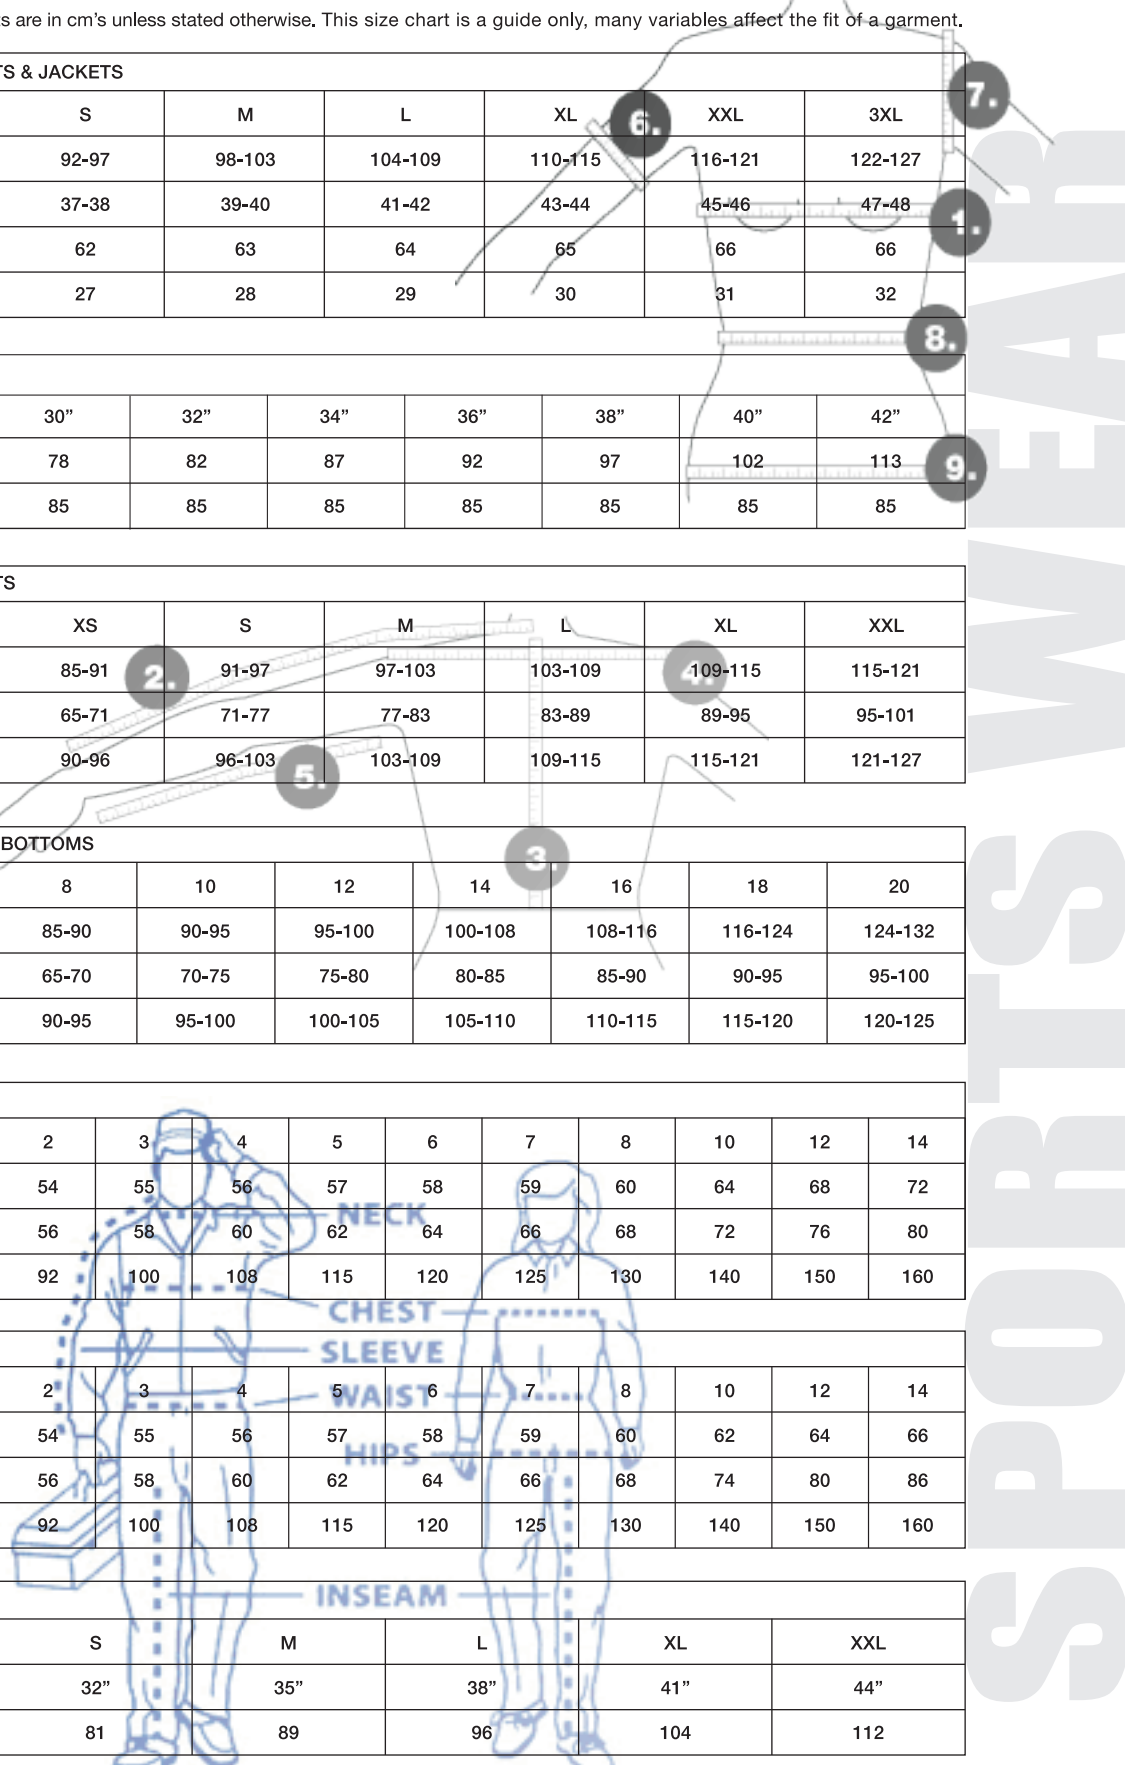 ts are in cm's unless stated otherwise. This size chart is a guide only, many variables affect the fit of a garment.
TS & JACKETS
S M L XL XXL 3XL
92-97 98-103 104-109 110-115 116-121 122-127
37-38 39-40 41-42 43-44 45-46 47-48
62 63 64 65 66 66
27 28 29 30 31 32
6.
7.
1.
8.
30” 32” 34” 36” 38” 40” 42”
78 82 87 92 97 102 113
85 85 85 85 85 85 85
9.
TS
XS S M L XL XXL
85-91 91-97 97-103 103-109 109-115 115-121
65-71 71-77 77-83 83-89 89-95 95-101
90-96 96-103 103-109 109-115 115-121 121-127
2.
4.
5.
3.
BOTTOMS
8 10 12 14 16 18 20
85-90 90-95 95-100 100-108 108-116 116-124 124-132
65-70 70-75 75-80 80-85 85-90 90-95 95-100
90-95 95-100 100-105 105-110 110-115 115-120 120-125
2 3 4 5 6 7 8 10 12 14
54 55 56 57 58 59 60 64 68 72
56 58 60 62 64 66 68 72 76 80
92 100 108 115 120 125 130 140 150 160
NECK
CHEST
SLEEVE
2 3 4 5 6 7 8 10 12 14
WAIST
54 55 56 57 58 59 60 62 64 66
HIPS
56 58 60 62 64 66 68 74 80 86
92 100 108 115 120 125 130 140 150 160
INSEAM
S M L XL XXL
32” 35” 38” 41” 44”
81 89 96 104 112
SPORTS WEAR